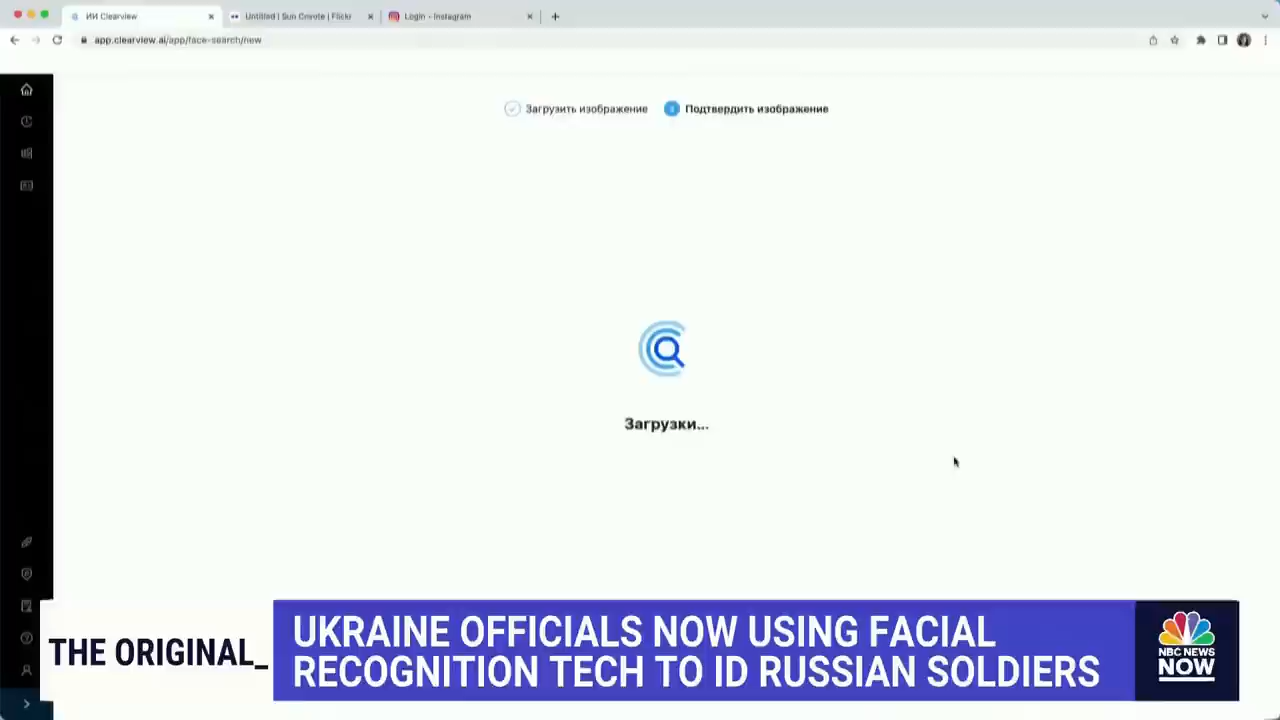 ИИ Clearview
Untitled | Sun Coyote | Flickr
Login • Instagram
app.clearview.ai/app/face-search/new
Загрузить изображение
Подтвердить изображение
Загрузки...
THE ORIGINAL_
UKRAINE OFFICIALS NOW USING FACIAL
RECOGNITION TECH TO ID RUSSIAN SOLDIERS
NBC NEWS
NOW